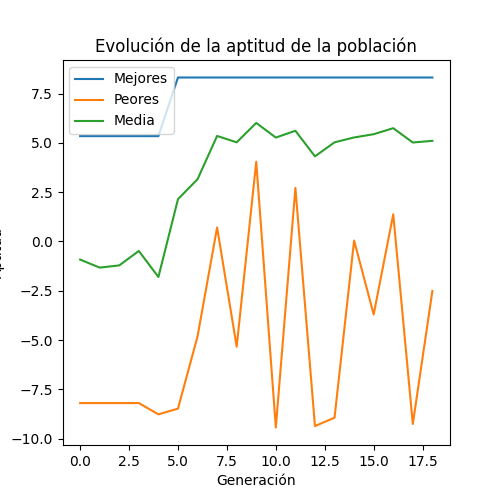 Evolución de la aptitud de la población
Mejores
Peores
Media
7.5
5.0
2.5
0.0
−2.5
−5.0
−7.5
−10.0
0.0 2.5 5.0 7.5 10.0 12.5 15.0 17.5
Generación